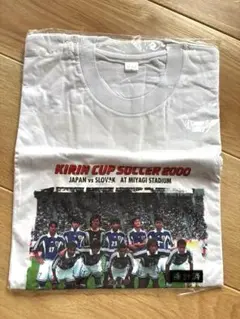 KIRIN CUP SOCCER 2000
JAPAN vs SLOVAK AT MIYAGI STADIUM